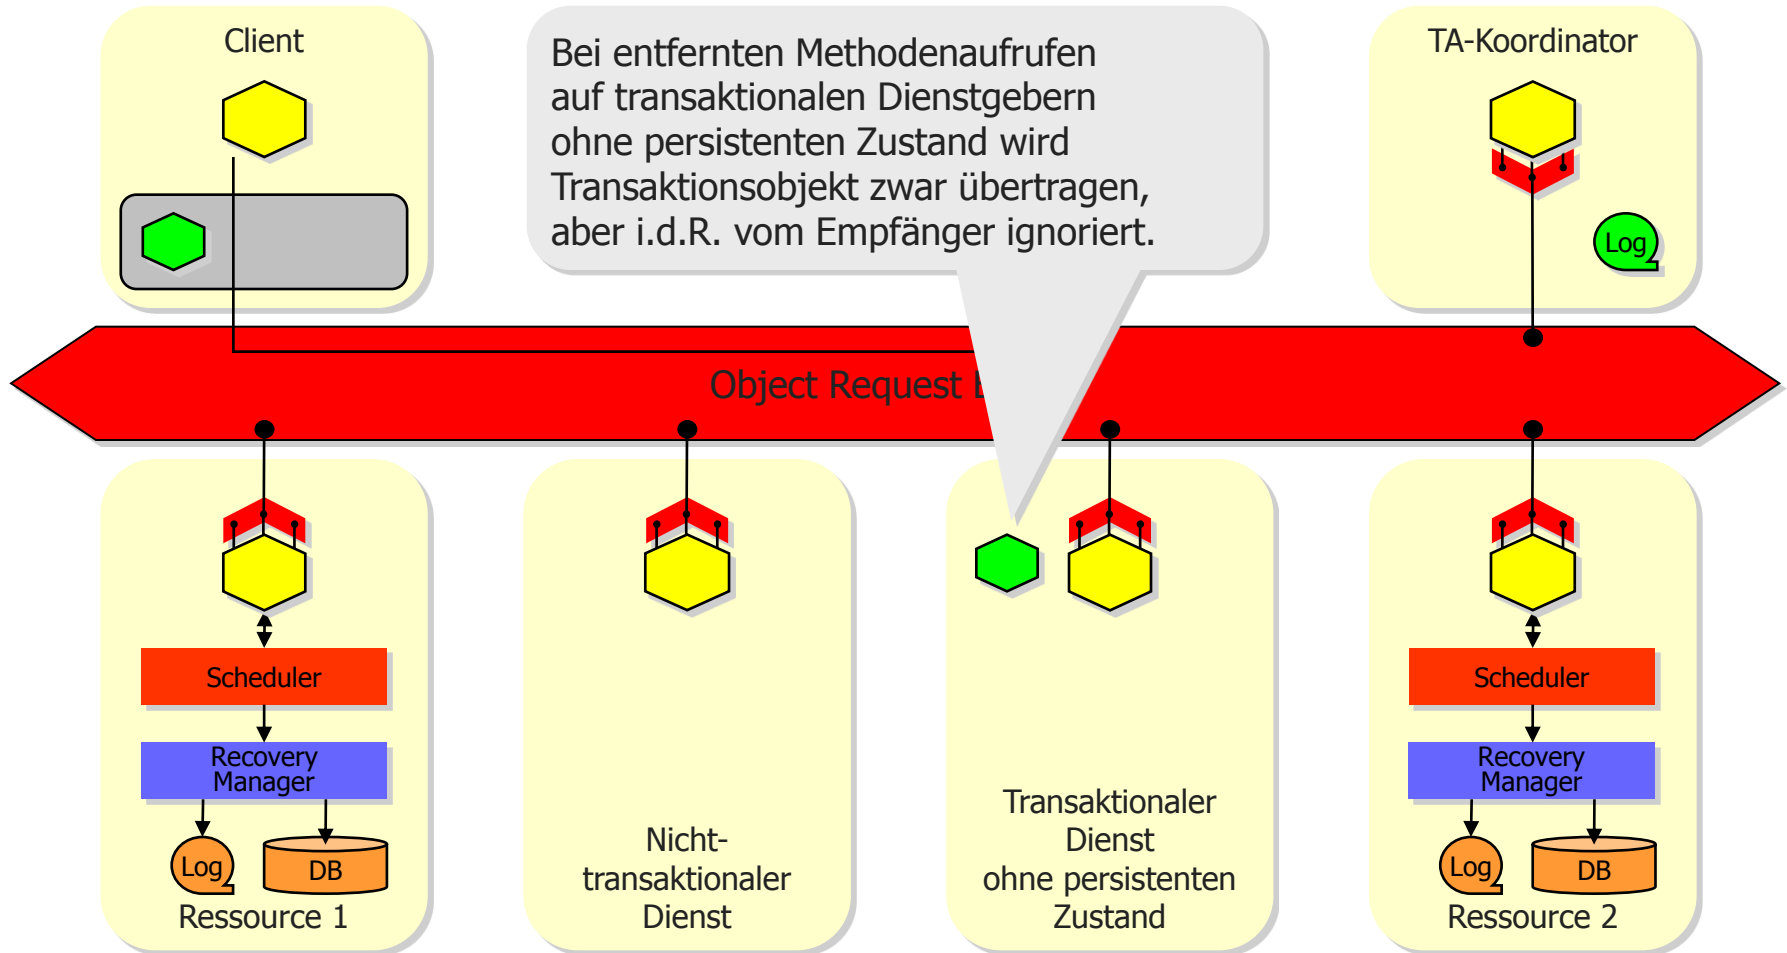 Client
Bei entfernten Methodenaufrufen
auf transaktionalen Dienstgebern
ohne persistenten Zustand wird
Transaktionsobjekt zwar übertragen,
aber i.d.R. vom Empfänger ignoriert.
TA-Koordinator
Log
Object Request
Scheduler
Recovery
Manager
Log
DB
Ressource 1
Nicht-
transaktionaler
Dienst
Transaktionaler
Dienst
ohne persistenten
Zustand
Scheduler
Recovery
Manager
Log
DB
Ressource 2